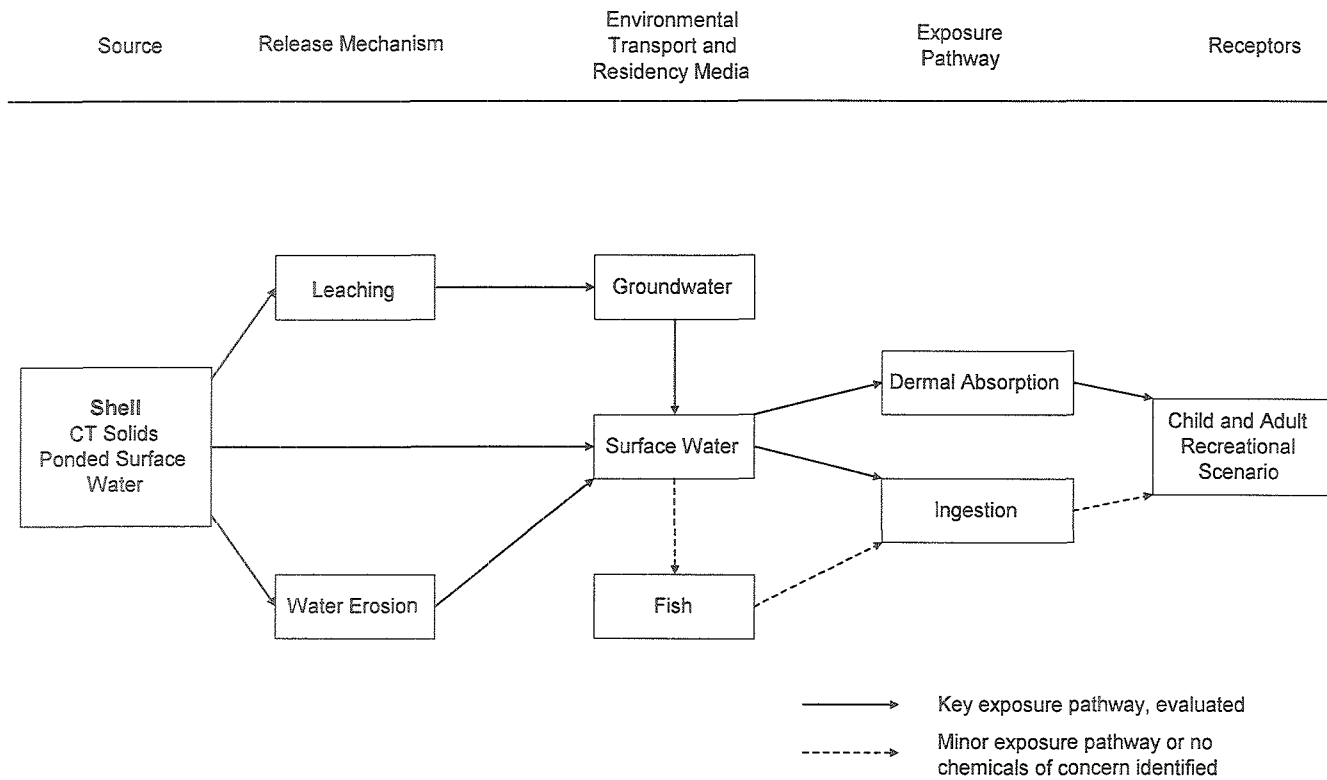 Source
Release Mechanism
Environmental
Transport and
Residency Media
Exposure
Pathway
Receptors
Leaching
Groundwater
Shell
CT Solids
Ponded Surface
Water
Surface Water
Dermal Absorption
Ingestion
Child and Adult
Recreational
Scenario
Water Erosion
Fish
Key exposure pathway, evaluated
Minor exposure pathway or no
chemicals of concern identified